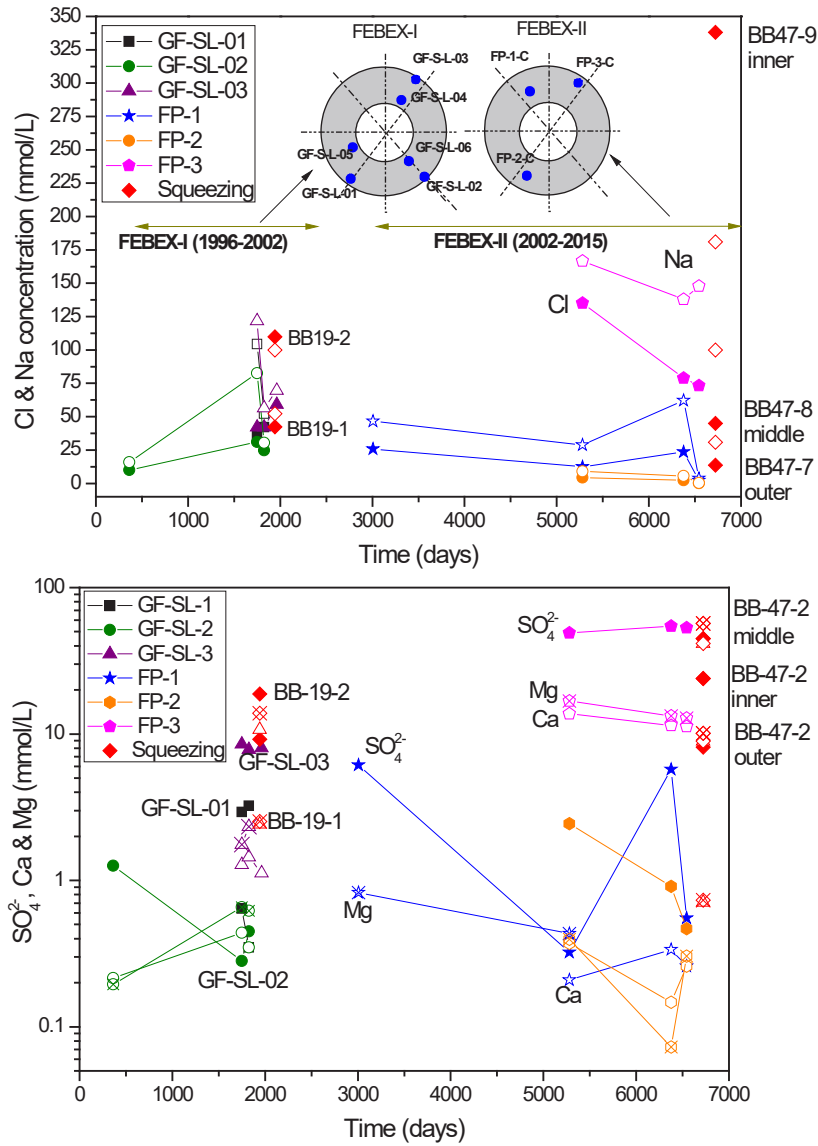 350
325
300
275
250
225
200
175
150
125
100
75
50
25
0
Cl & Na concentration (mmol/L)
GF-SL-01
GF-SL-02
GF-SL-03
FP-1
FP-2
FP-3
Squeezing
FEBEX-I
FEBEX-II
GF-S-L-03
GF-S-L-04
GF-S-L-06
GF-S-L-05
GF-S-L-01
GF-S-L-02
FP-1-C
FP-3-C
FP-2-C
FEBEX-I (1996-2002)
FEBEX-II (2002-2015)
Na
Cl
BB19-2
BB19-1
BB47-9
inner
BB47-8
middle
BB47-7
outer
0 1000 2000 3000 4000 5000 6000 7000
Time (days)
100
10
1
0.1
SO₄²⁻, Ca & Mg (mmol/L)
GF-SL-1
GF-SL-2
GF-SL-3
FP-1
FP-2
FP-3
Squeezing
BB-19-2
GF-SL-03
GF-SL-01
BB-19-1
GF-SL-02
SO₄²⁻
Mg
Ca
SO₄²⁻
Mg
Ca
BB-47-2
middle
BB-47-2
inner
BB-47-2
outer
0 1000 2000 3000 4000 5000 6000 7000
Time (days)